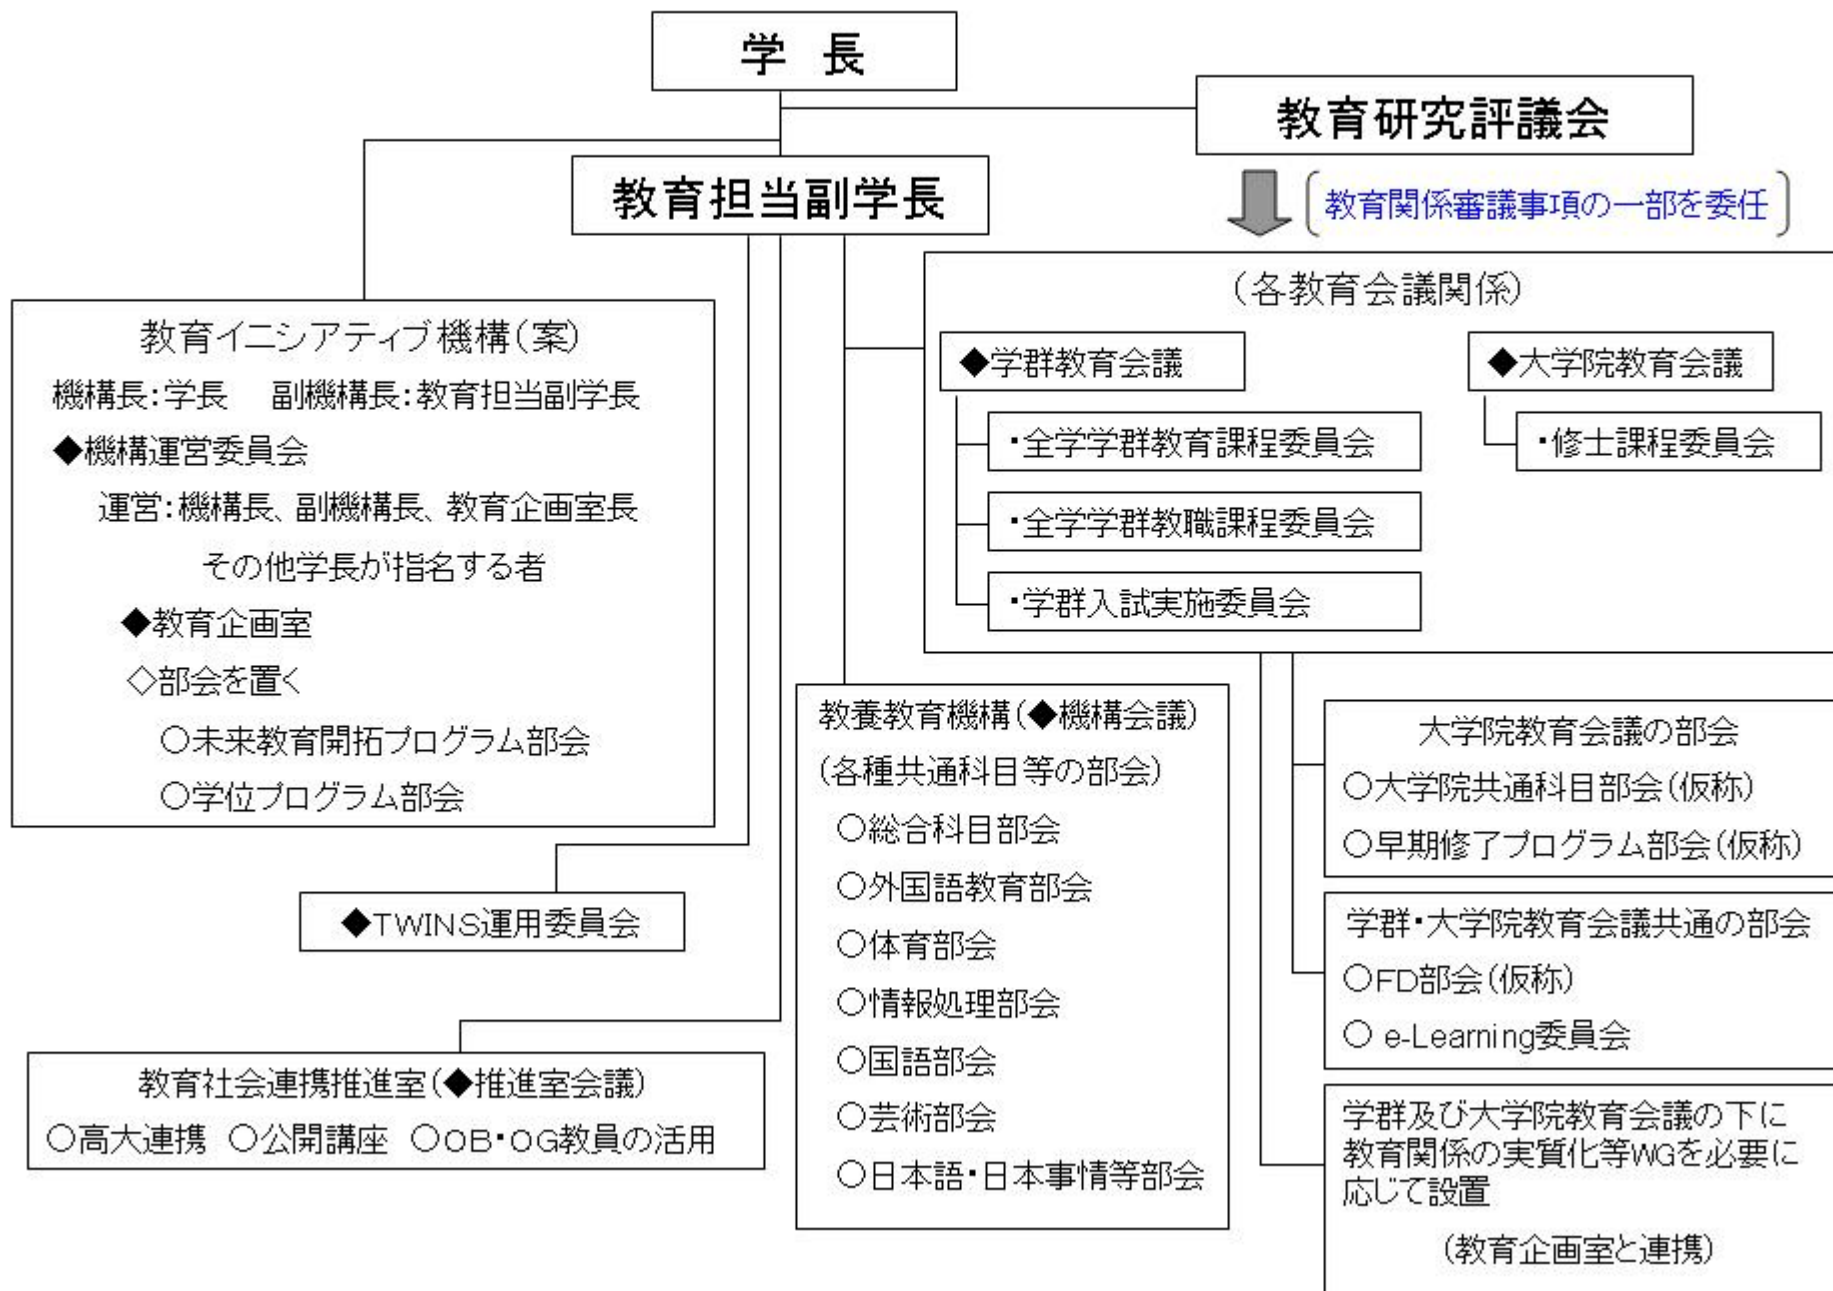 学 長
教育研究評議会
教育担当副学長
教育関係審議事項の一部を委任
教育イニシアティブ機構(案)
機構長:学長 副機構長:教育担当副学長
◆機構運営委員会
運営:機構長、副機構長、教育企画室長
その他学長が指名する者
◆教育企画室
◇部会を置く
○未来教育開拓プログラム部会
○学位プログラム部会
(各教育会議関係)
◆学群教育会議
・全学学群教育課程委員会
・全学学群教職課程委員会
・学群入試実施委員会
◆大学院教育会議
・修士課程委員会
◆TWINS運用委員会
教育社会連携推進室(◆推進室会議)
○高大連携 ○公開講座 ○OB・OG教員の活用
教養教育機構(◆機構会議)
(各種共通科目等の部会)
○総合科目部会
○外国語教育部会
○体育部会
○情報処理部会
○国語部会
○芸術部会
○日本語・日本事情等部会
大学院教育会議の部会
○大学院共通科目部会(仮称)
○早期修了プログラム部会(仮称)
学群・大学院教育会議共通の部会
○FD部会(仮称)
○ e-Learning委員会
学群及び大学院教育会議の下に
教育関係の実質化等WGを必要に
応じて設置
(教育企画室と連携)